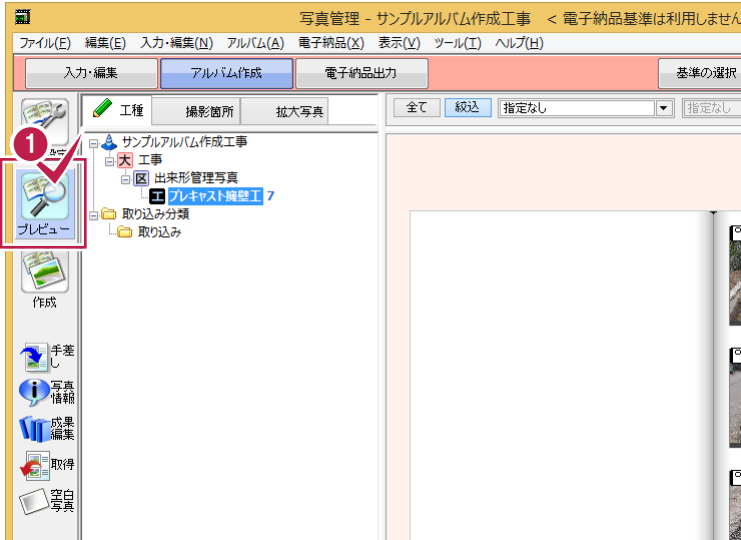 写真管理 - サンプルアルバム作成工事 < 電子納品基準は利用しません
ファイル(F) 編集(E) 入力・編集(N) アルバム(A) 電子納品(X) 表示(V) ツール(T) ヘルプ(H)
入力・編集 アルバム作成 電子納品出力 基準の選択
工種 撮影箇所 拡大写真 全て 絞込 指定なし 指定なし
1
サンプルアルバム作成工事
大 工事
区 出来形管理写真
工 プレキャスト擁壁工 7
取り込み分類
取り込み
プレビュー
作成
手差し
写真情報
成果編集
取得
空白写真